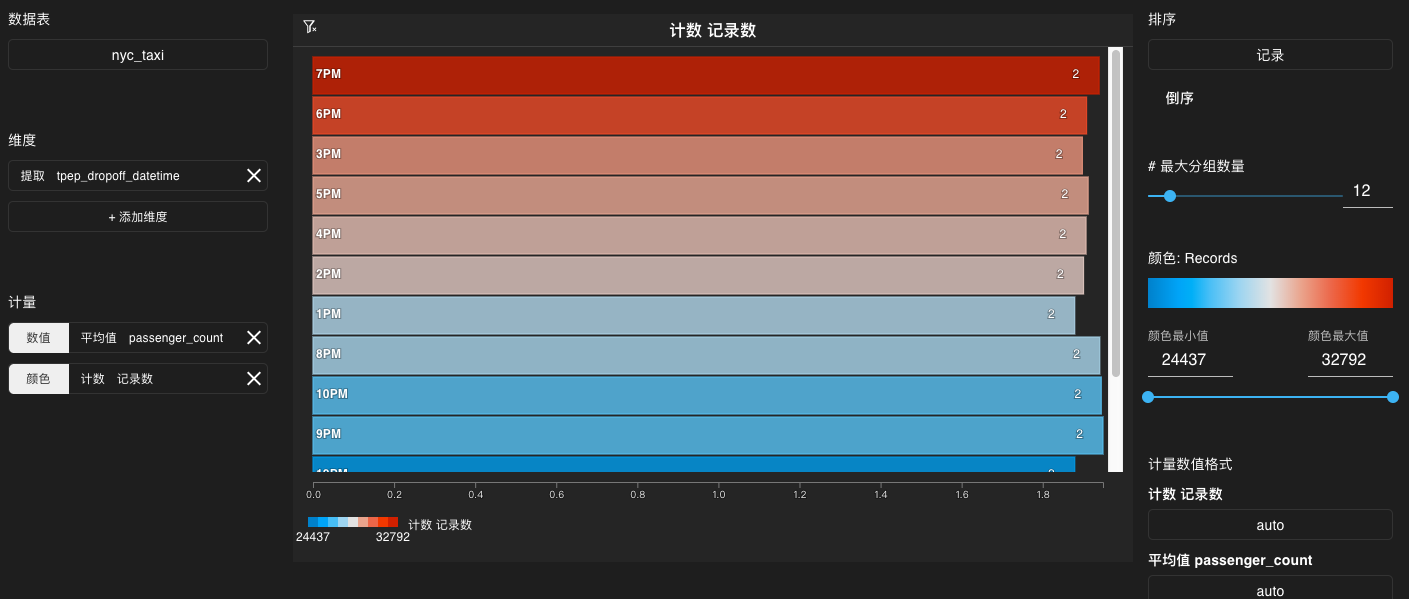 数据表
nyc_taxi
维度
提取 tpep_dropoff_datetime
+ 添加维度
计量
数值 平均值 passenger_count
颜色 计数 记录数
计数 记录数
7PM 2
6PM 2
3PM 2
5PM 2
4PM 2
2PM 2
1PM 2
8PM 2
10PM 2
9PM 2
0.0 0.2 0.4 0.6 0.8 1.0 1.2 1.4 1.6 1.8
计数 记录数
24437 32792
排序
记录
倒序
# 最大分组数量
12
颜色: Records
颜色最小值 颜色最大值
24437 32792
计量数值格式
计数 记录数
auto
平均值 passenger_count
auto